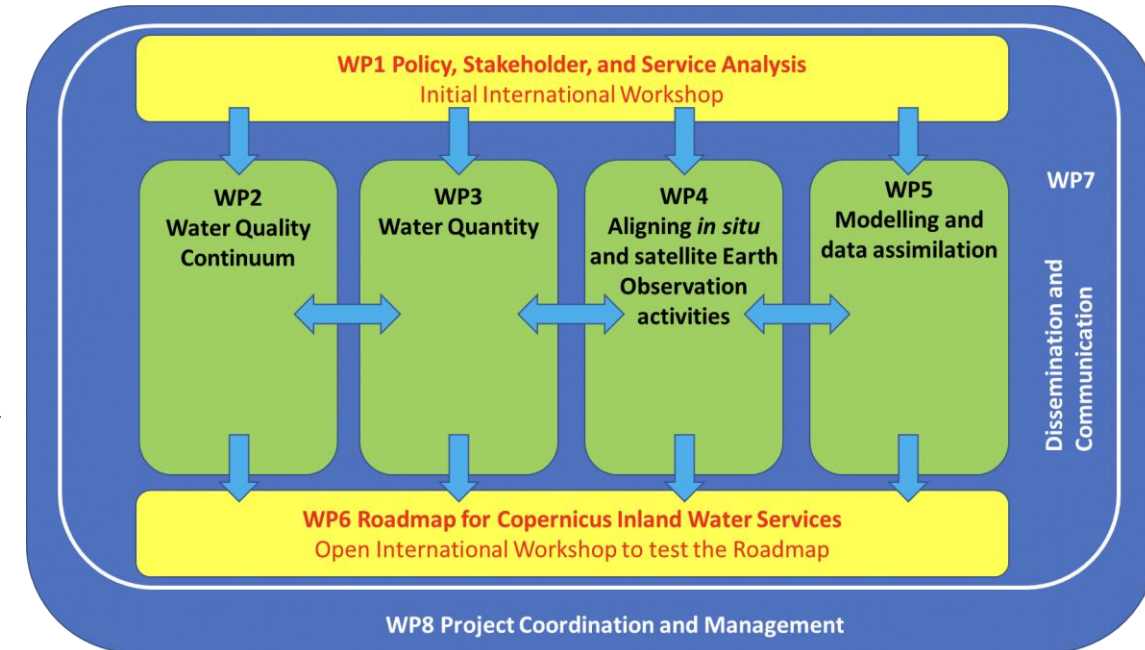 WP1 Policy, Stakeholder, and Service Analysis
Initial International Workshop
WP2
Water Quality
Continuum
WP3
Water Quantity
WP4
Aligning in situ
and satellite Earth
Observation
activities
WP5
Modelling and
data assimilation
WP7
Dissemination and
Communication
WP6 Roadmap for Copernicus Inland Water Services
Open International Workshop to test the Roadmap
WP8 Project Coordination and Management